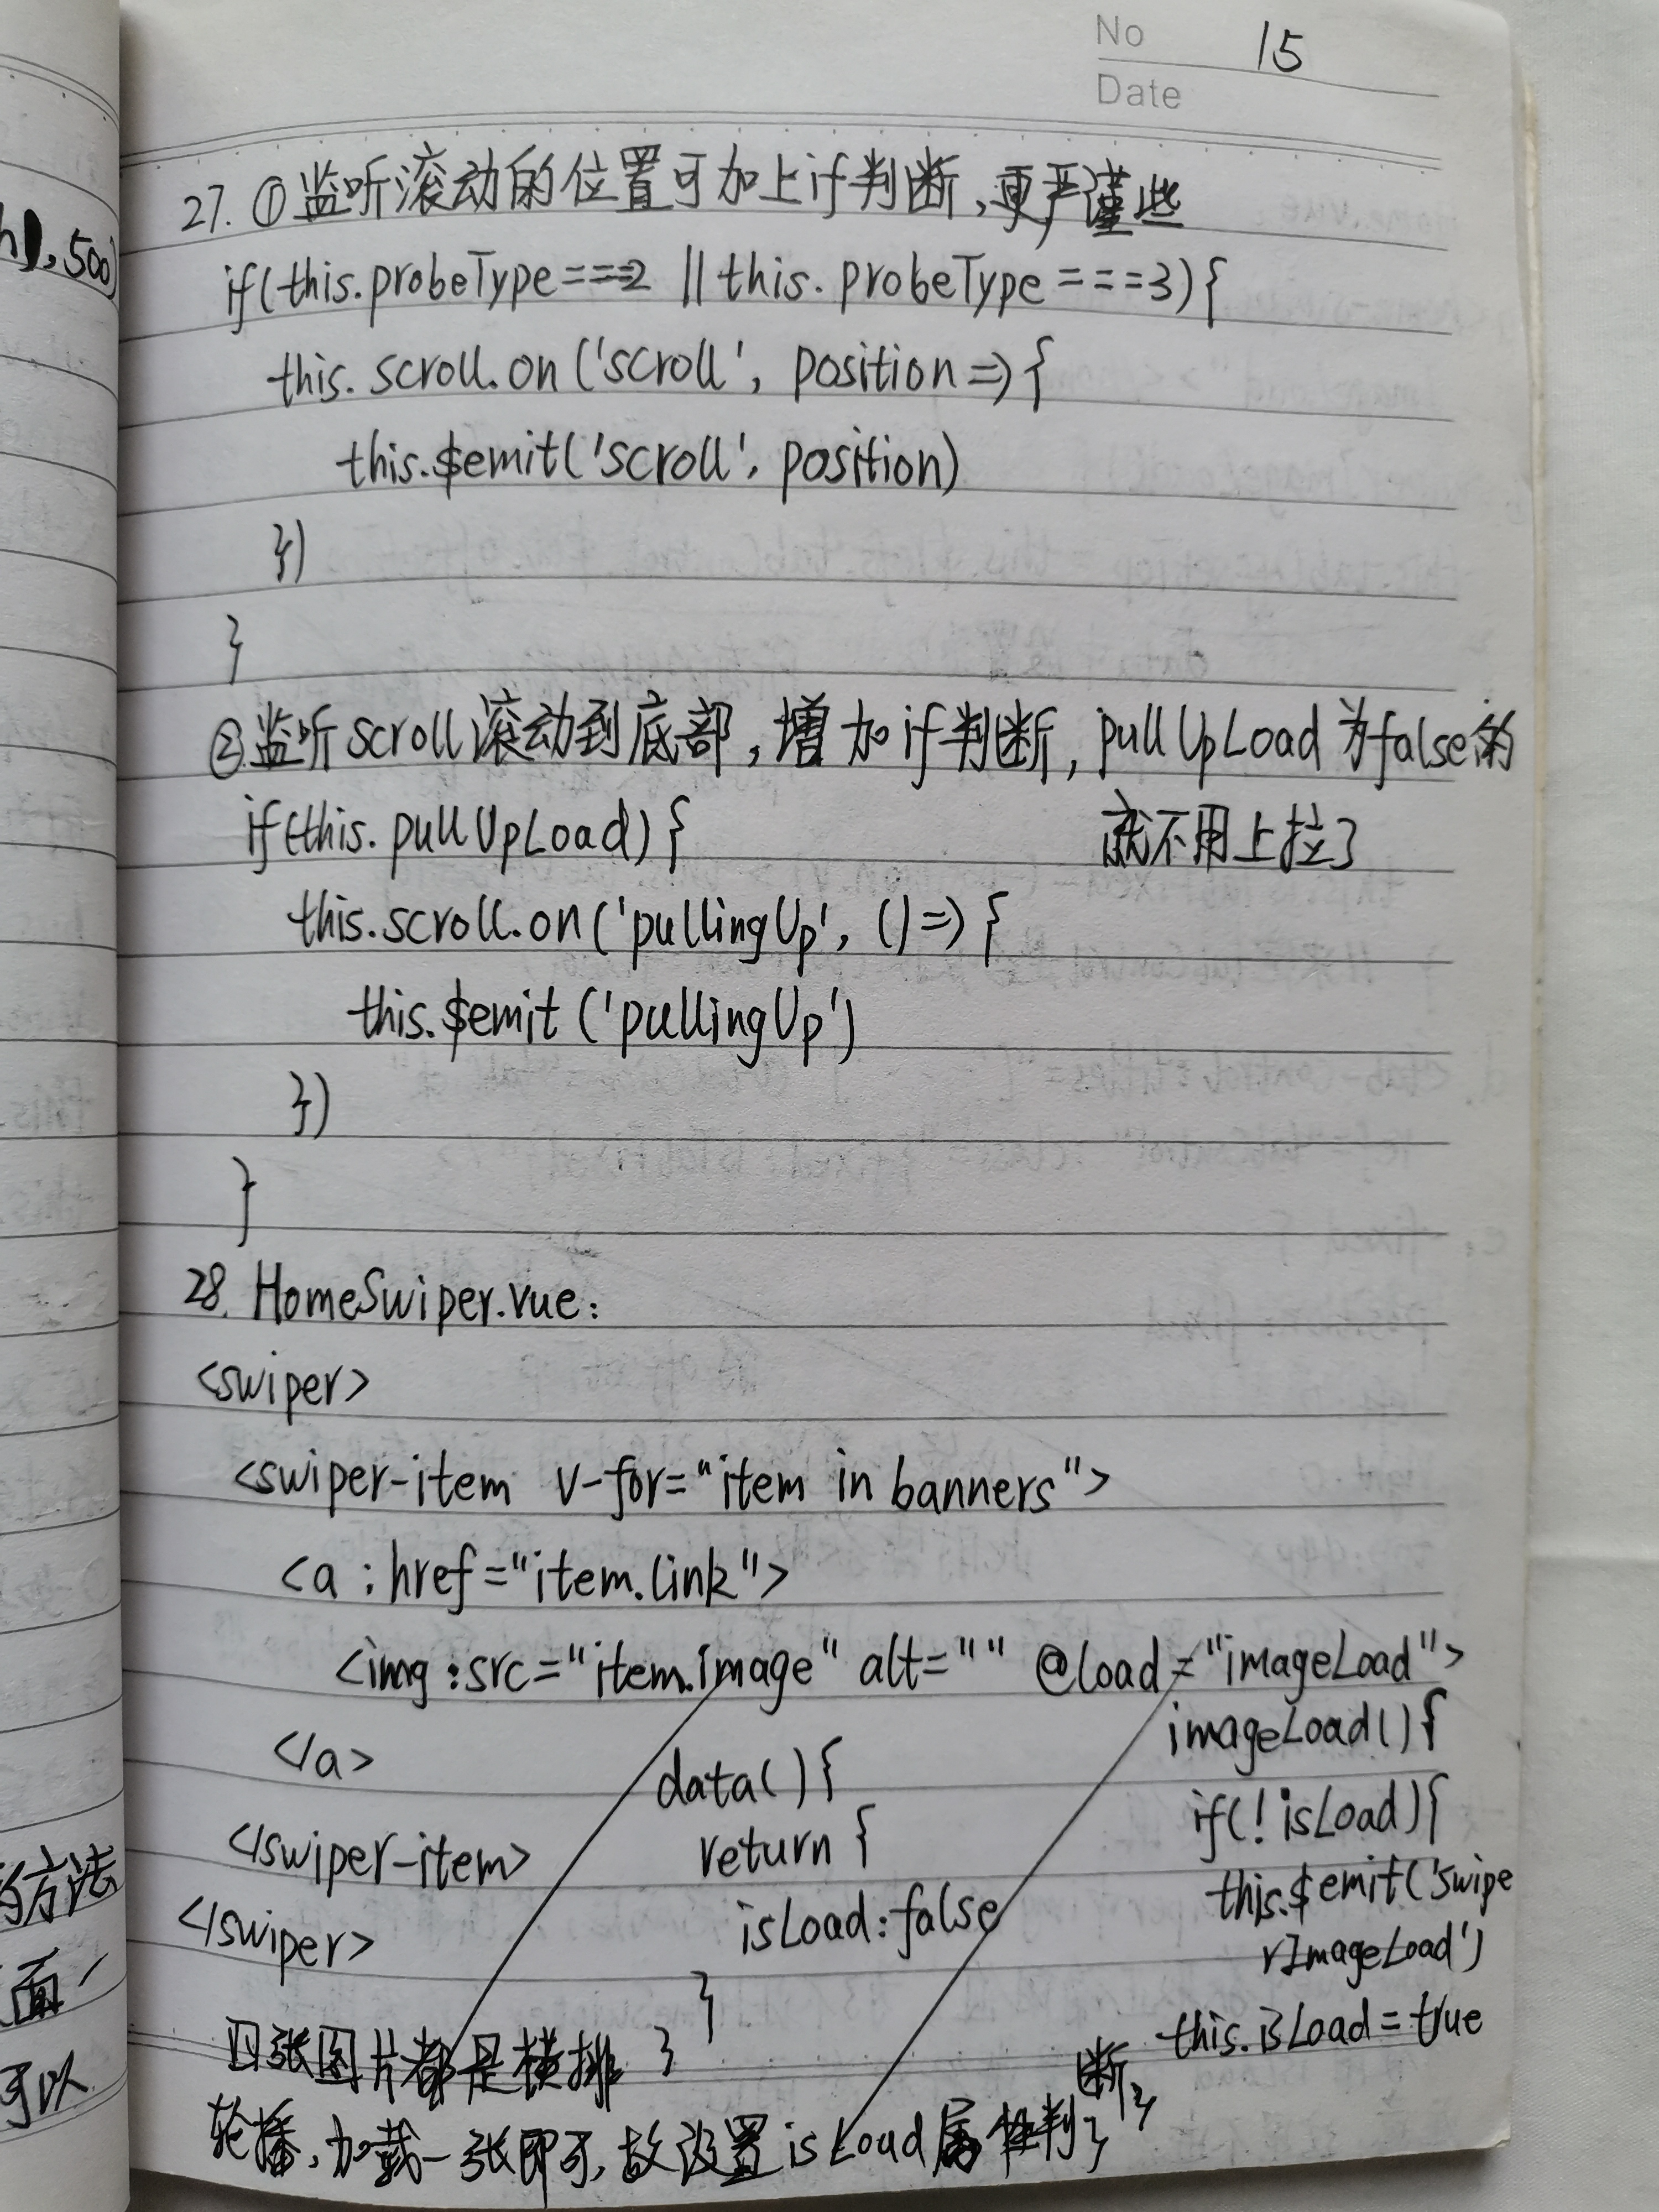 No 15
Date
27. ①监听滚动的位置可加上if判断,更严谨些
if(this.probeType===2 || this.probeType===3){
this.scroll.on('scroll', position=>{
this.$emit('scroll', position)
})
}
②监听scroll滚动到底部,增加if判断,pullUpLoad为false的
就不用上拉了
if(this.pullUpLoad){
this.scroll.on('pullingUp', ()=>{
this.$emit('pullingUp')
})
}
28. HomeSwiper.vue:
<swiper>
<swiper-item v-for="item in banners">
<a :href="item.link">
<img :src="item.image" alt="" @load="imageLoad">
</a>
</swiper-item>
</swiper>
data(){
return {
isLoad:false
}
}
imageLoad(){
if(!isLoad){
this.$emit('swipe
rImageLoad')
this.isLoad=true
}
}
四张图片都是横排
轮播,加载一张即可,故设置isLoad属性判
断
h),500)
的方法
面一
可以